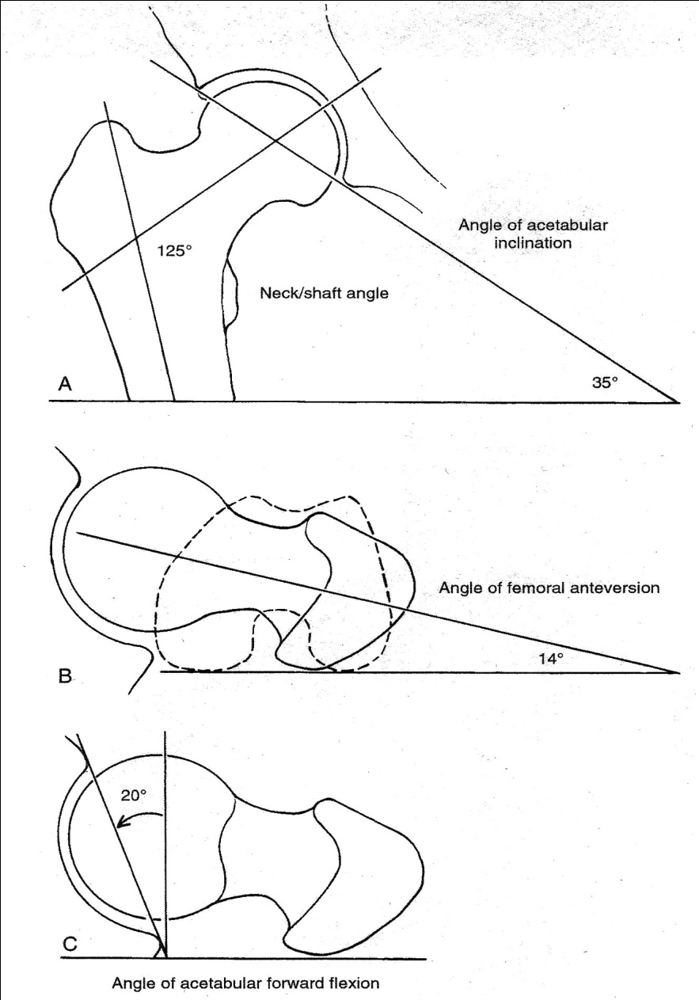 Angle of acetabular
inclination
125°
Neck/shaft angle
A
35°
Angle of femoral anteversion
14°
B
20°
C
Angle of acetabular forward flexion